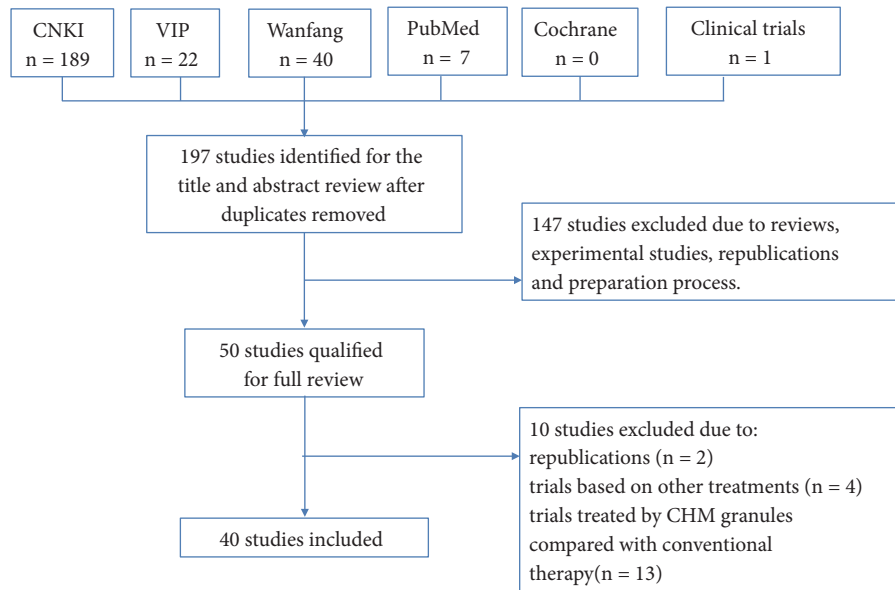 CNKI
n = 189
VIP
n = 22
Wanfang
n = 40
PubMed
n = 7
Cochrane
n = 0
Clinical trials
n = 1
197 studies identified for the
title and abstract review after
duplicates removed
147 studies excluded due to reviews,
experimental studies, republications
and preparation process.
50 studies qualified
for full review
10 studies excluded due to:
republications (n = 2)
trials based on other treatments (n = 4)
trials treated by CHM granules
compared with conventional
therapy(n = 13)
40 studies included